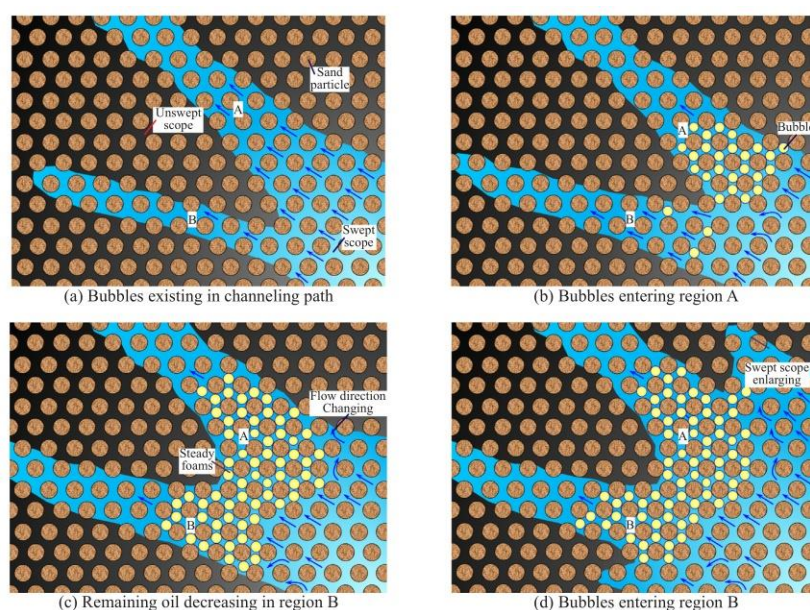 Sand
particle
A
Unswept
scope
B
Swept
scope
(a) Bubbles existing in channeling path
A
Bubble
B
(b) Bubbles entering region A
Flow direction
Changing
A
Steady
foams
B
(c) Remaining oil decreasing in region B
Swept scope
enlarging
A
B
(d) Bubbles entering region B